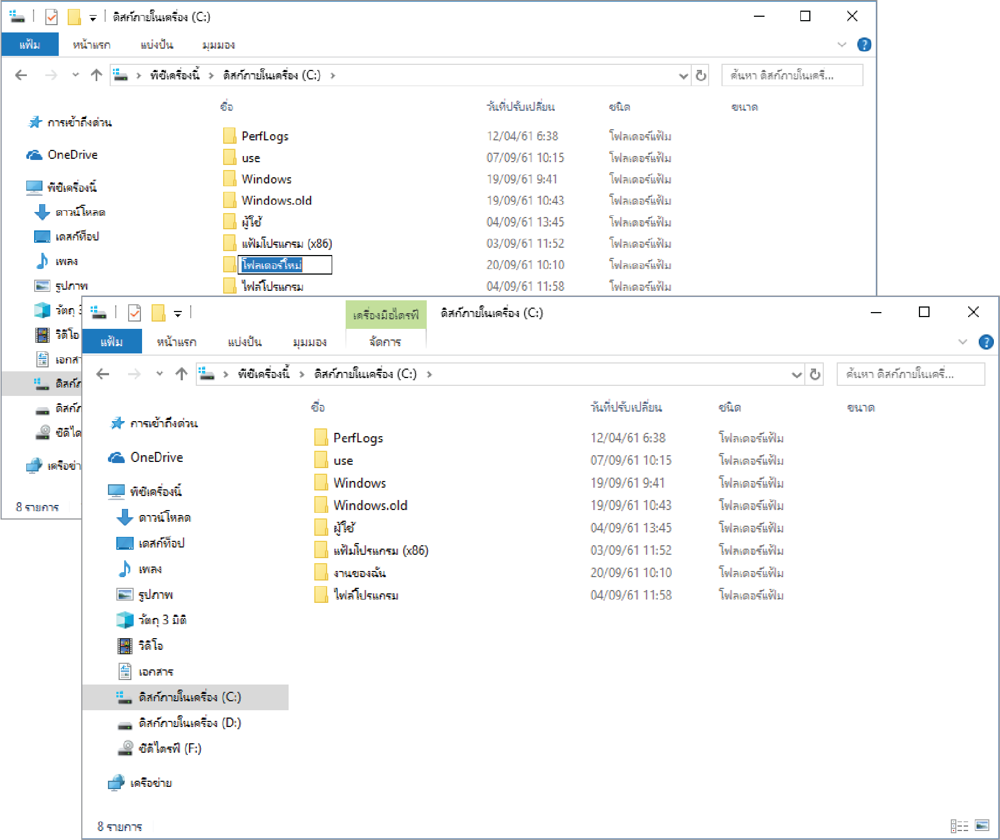 ดิสก์ภายในเครื่อง (C:)
แฟ้ม หน้าแรก แบ่งปัน มุมมอง
พีซีเครื่องนี้ ดิสก์ภายในเครื่อง (C:) ค้นหา ดิสก์ภายในเครื่...
ชื่อ วันที่ปรับเปลี่ยน ชนิด ขนาด
การเข้าถึงด่วน
OneDrive
พีซีเครื่องนี้
ดาวน์โหลด
เดสก์ท็อป
เพลง
รูปภาพ
วัตถุ 3
วิดีโอ
เอกสา
ดิสก์ภ
ดิสก์ภ
ซีดีได
เครือข่า
PerfLogs 12/04/61 6:38 โฟลเดอร์แฟ้ม
use 07/09/61 10:15 โฟลเดอร์แฟ้ม
Windows 19/09/61 9:41 โฟลเดอร์แฟ้ม
Windows.old 19/09/61 10:43 โฟลเดอร์แฟ้ม
ผู้ใช้ 04/09/61 13:45 โฟลเดอร์แฟ้ม
แฟ้มโปรแกรม (x86) 03/09/61 11:52 โฟลเดอร์แฟ้ม
โฟลเดอร์ใหม่ 20/09/61 10:10 โฟลเดอร์แฟ้ม
ไฟล์โปรแกรม 04/09/61 11:58 โฟลเดอร์แฟ้ม
8 รายการ
เครื่องมือไดรฟ์ ดิสก์ภายในเครื่อง (C:)
แฟ้ม หน้าแรก แบ่งปัน มุมมอง จัดการ
พีซีเครื่องนี้ ดิสก์ภายในเครื่อง (C:) ค้นหา ดิสก์ภายในเครื่...
ชื่อ วันที่ปรับเปลี่ยน ชนิด ขนาด
การเข้าถึงด่วน
OneDrive
พีซีเครื่องนี้
ดาวน์โหลด
เดสก์ท็อป
เพลง
รูปภาพ
วัตถุ 3 มิติ
วิดีโอ
เอกสาร
ดิสก์ภายในเครื่อง (C:)
ดิสก์ภายในเครื่อง (D:)
ซีดีไดรฟ์ (F:)
เครือข่าย
PerfLogs 12/04/61 6:38 โฟลเดอร์แฟ้ม
use 07/09/61 10:15 โฟลเดอร์แฟ้ม
Windows 19/09/61 9:41 โฟลเดอร์แฟ้ม
Windows.old 19/09/61 10:43 โฟลเดอร์แฟ้ม
ผู้ใช้ 04/09/61 13:45 โฟลเดอร์แฟ้ม
แฟ้มโปรแกรม (x86) 03/09/61 11:52 โฟลเดอร์แฟ้ม
งานของฉัน 20/09/61 10:10 โฟลเดอร์แฟ้ม
ไฟล์โปรแกรม 04/09/61 11:58 โฟลเดอร์แฟ้ม
8 รายการ